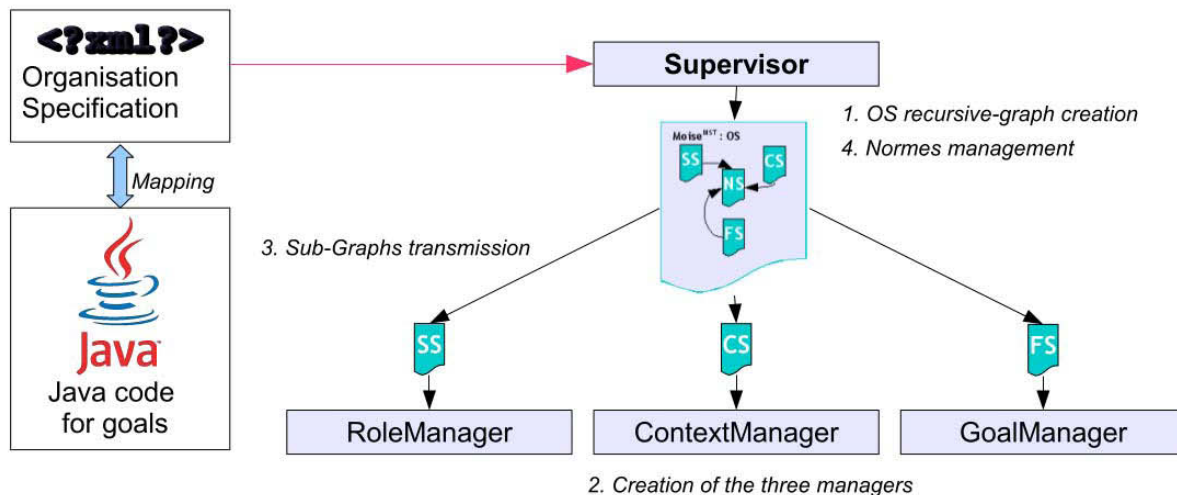 <?xml?>
Organisation
Specification
Supervisor
1. OS recursive-graph creation
4. Normes management
Moise^MST : OS
SS
CS
NS
FS
Mapping
3. Sub-Graphs transmission
Java
Java code
for goals
SS
CS
FS
RoleManager
ContextManager
GoalManager
2. Creation of the three managers